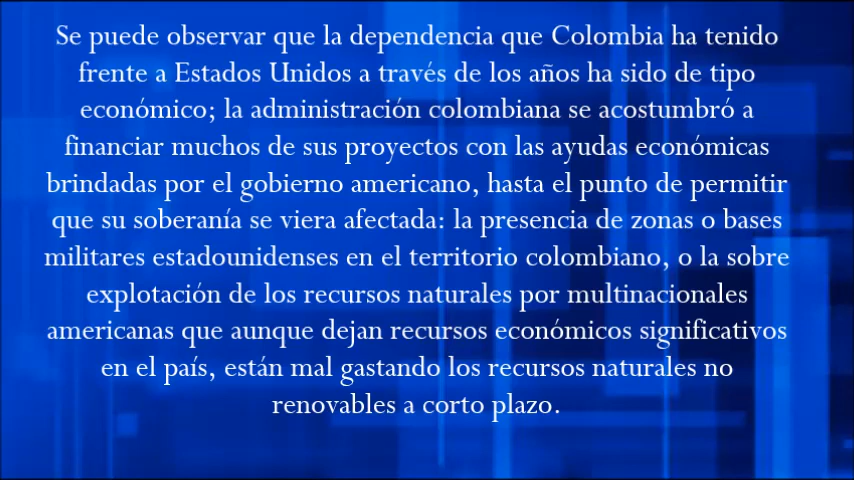 Se puede observar que la dependencia que Colombia ha tenido
frente a Estados Unidos a través de los años ha sido de tipo
económico; la administración colombiana se acostumbró a
financiar muchos de sus proyectos con las ayudas económicas
brindadas por el gobierno americano, hasta el punto de permitir
que su soberanía se viera afectada: la presencia de zonas o bases
militares estadounidenses en el territorio colombiano, o la sobre
explotación de los recursos naturales por multinacionales
americanas que aunque dejan recursos económicos significativos
en el país, están mal gastando los recursos naturales no
renovables a corto plazo.